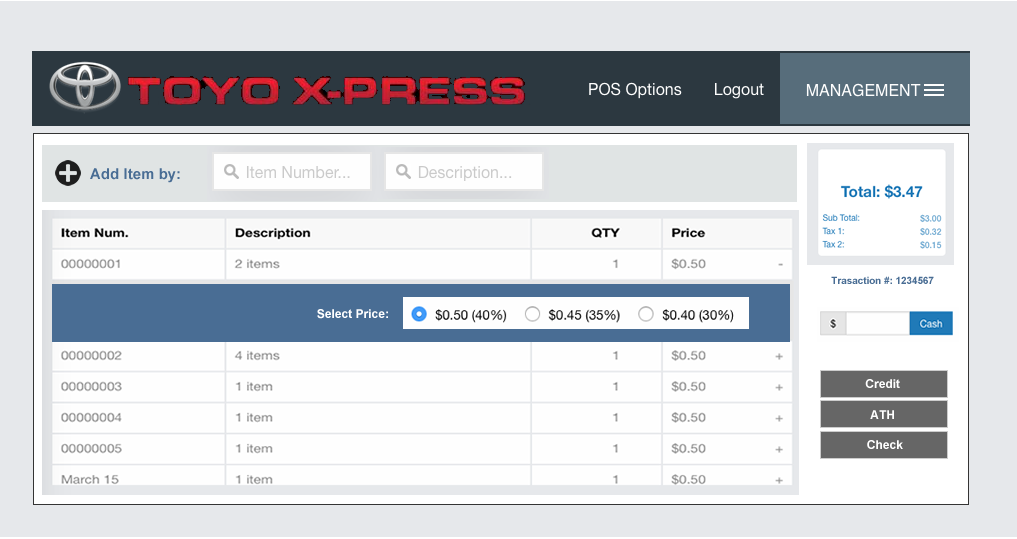 TOYO X-PRESS POS Options Logout MANAGEMENT
Add Item by: Item Number... Description...
Item Num. Description QTY Price
00000001 2 items 1 $0.50 -
Select Price: $0.50 (40%) $0.45 (35%) $0.40 (30%)
00000002 4 items 1 $0.50 +
00000003 1 item 1 $0.50 +
00000004 1 item 1 $0.50 +
00000005 1 item 1 $0.50 +
March 15 1 item 1 $0.50 +
Total: $3.47
Sub Total: $3.00
Tax 1: $0.32
Tax 2: $0.15
Trasaction #: 1234567
$ Cash
Credit
ATH
Check